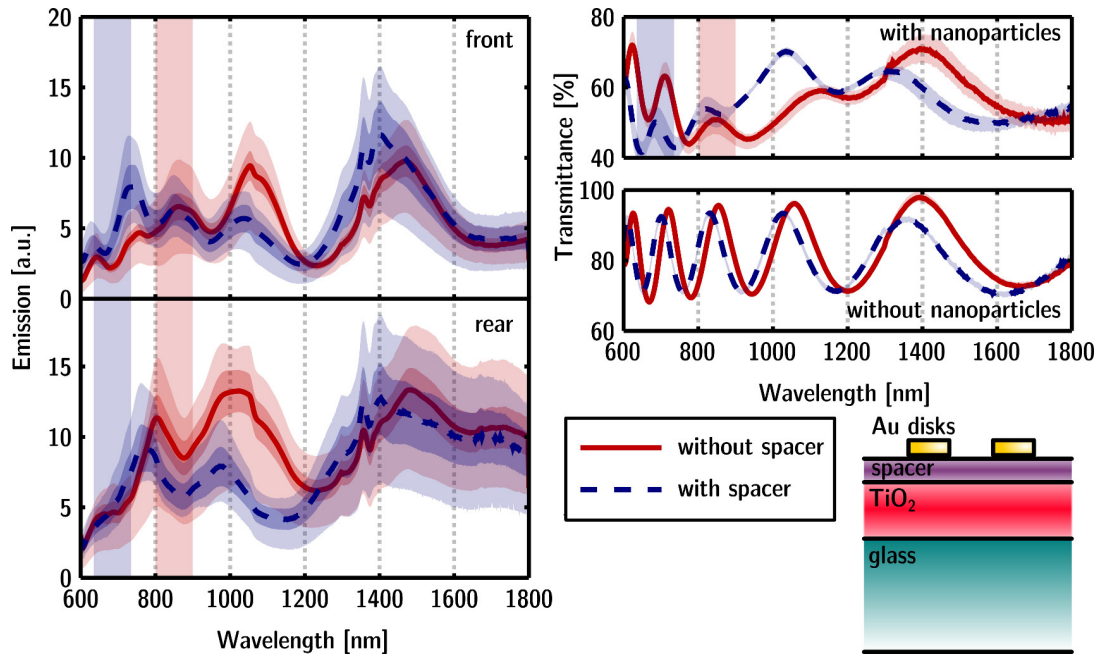 20
15
10
5
0
front
Emission [a.u.]
15
10
5
0
rear
600 800 1000 1200 1400 1600 1800
Wavelength [nm]
80
60
40
with nanoparticles
Transmittance [%]
100
80
60
without nanoparticles
600 800 1000 1200 1400 1600 1800
Wavelength [nm]
without spacer
with spacer
Au disks
spacer
TiO₂
glass